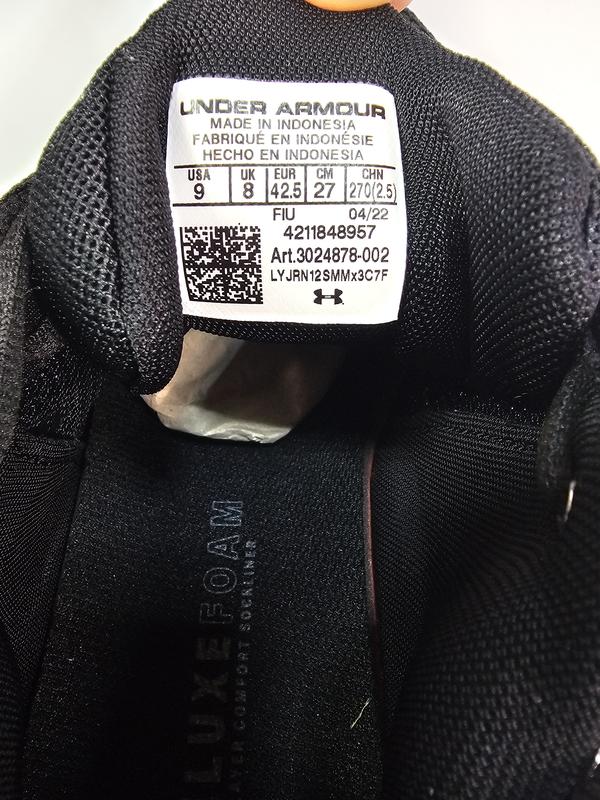 UNDER ARMOUR
MADE IN INDONESIA
FABRIQUÉ EN INDONÉSIE
HECHO EN INDONESIA
USA UK EUR CM CHN
9 8 42.5 27 270(2.5)
FIU 04/22
4211848957
Art.3024878-002
LYJRN12SMMx3C7F
LUXEFOAM
COMFORT SOCKLINER